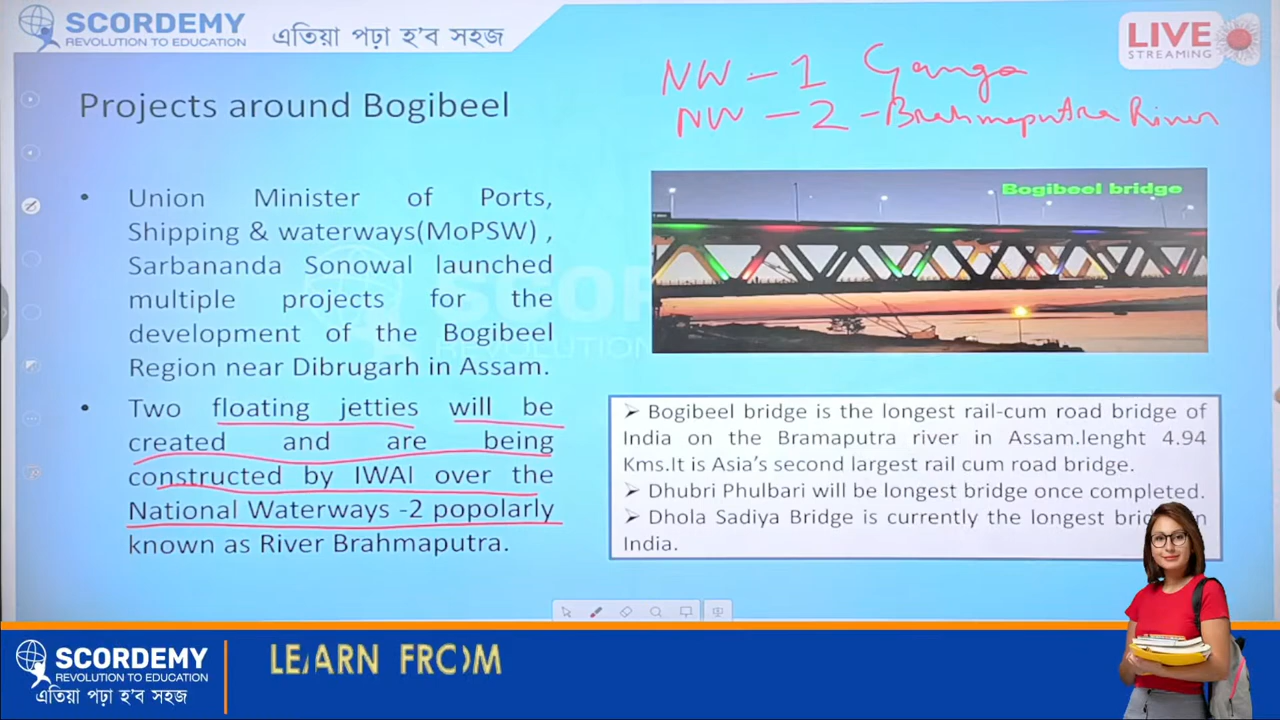 SCORDEMY
REVOLUTION TO EDUCATION
এতিয়া পঢ়া হ'ব সহজ
LIVE
STREAMING
NW - 1 Ganga
NW - 2 - Brahmaputra River
Projects around Bogibeel
• Union Minister of Ports,
Shipping & waterways(MoPSW) ,
Sarbananda Sonowal launched
multiple projects for the
development of the Bogibeel
Region near Dibrugarh in Assam.
• Two floating jetties will be
created and are being
constructed by IWAI over the
National Waterways -2 popolarly
known as River Brahmaputra.
Bogibeel bridge
➢ Bogibeel bridge is the longest rail-cum road bridge of
India on the Bramaputra river in Assam.lenght 4.94
Kms.It is Asia's second largest rail cum road bridge.
➢ Dhubri Phulbari will be longest bridge once completed.
➢ Dhola Sadiya Bridge is currently the longest
India.
SCORDEMY
REVOLUTION TO EDUCATION
এতিয়া পঢ়া হ'ব সহজ
LEARN FROM